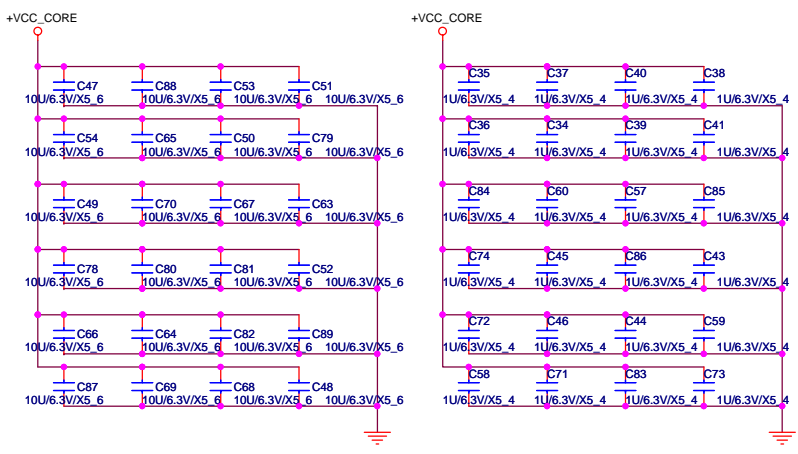 +VCC_CORE
C47 C88 C53 C51
10U/6.3V/X5_6 10U/6.3V/X5_6 10U/6.3V/X5_6 10U/6.3V/X5_6
C54 C65 C50 C79
10U/6.3V/X5_6 10U/6.3V/X5_6 10U/6.3V/X5_6 10U/6.3V/X5_6
C49 C70 C67 C63
10U/6.3V/X5_6 10U/6.3V/X5_6 10U/6.3V/X5_6 10U/6.3V/X5_6
C78 C80 C81 C52
10U/6.3V/X5_6 10U/6.3V/X5_6 10U/6.3V/X5_6 10U/6.3V/X5_6
C66 C64 C82 C89
10U/6.3V/X5_6 10U/6.3V/X5_6 10U/6.3V/X5_6 10U/6.3V/X5_6
C87 C69 C68 C48
10U/6.3V/X5_6 10U/6.3V/X5_6 10U/6.3V/X5_6 10U/6.3V/X5_6
+VCC_CORE
C35 C37 C40 C38
1U/6.3V/X5_4 1U/6.3V/X5_4 1U/6.3V/X5_4 1U/6.3V/X5_4
C36 C34 C39 C41
1U/6.3V/X5_4 1U/6.3V/X5_4 1U/6.3V/X5_4 1U/6.3V/X5_4
C84 C60 C57 C85
1U/6.3V/X5_4 1U/6.3V/X5_4 1U/6.3V/X5_4 1U/6.3V/X5_4
C74 C45 C86 C43
1U/6.3V/X5_4 1U/6.3V/X5_4 1U/6.3V/X5_4 1U/6.3V/X5_4
C72 C46 C44 C59
1U/6.3V/X5_4 1U/6.3V/X5_4 1U/6.3V/X5_4 1U/6.3V/X5_4
C58 C71 C83 C73
1U/6.3V/X5_4 1U/6.3V/X5_4 1U/6.3V/X5_4 1U/6.3V/X5_4